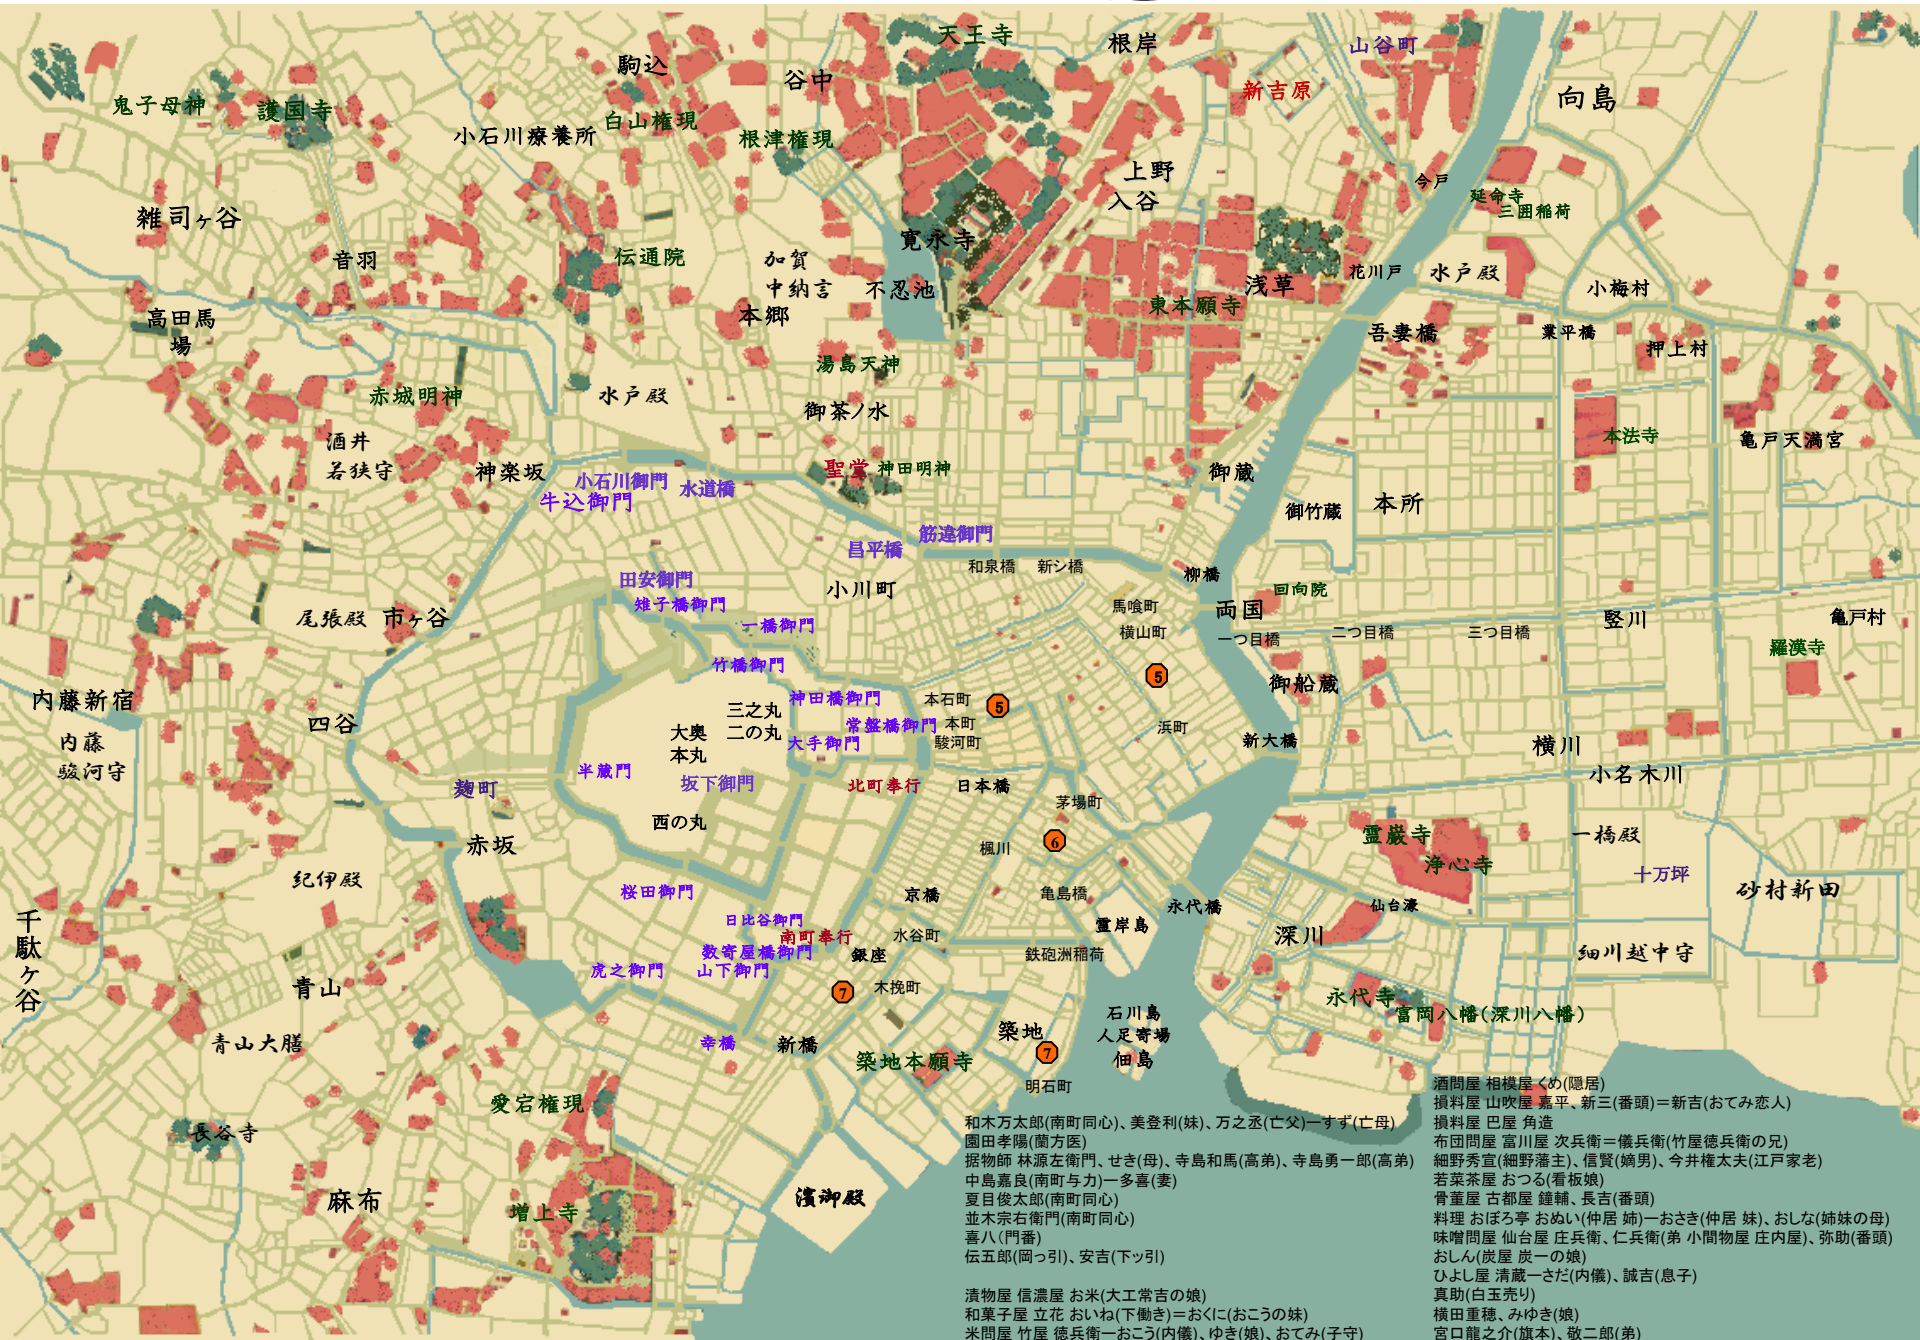 天王寺
根岸
山谷町
駒込
谷中
新吉原
向島
鬼子母神
護国寺
白山権現
小石川療養所
根津権現
上野
入谷
今戸
延命寺
三囲稲荷
雑司ヶ谷
音羽
伝通院
加賀
中納言
寛永寺
不忍池
本郷
浅草
東本願寺
花川戸
水戸殿
小梅村
高田馬
場
吾妻橋
業平橋
押上村
湯島天神
赤城明神
水戸殿
御茶ノ水
酒井
若狭守
神楽坂
聖堂
神田明神
御蔵
本法寺
亀戸天満宮
小石川御門
水道橋
牛込御門
御竹蔵
本所
昌平橋
筋違御門
和泉橋
新シ橋
柳橋
田安御門
雉子橋御門
小川町
馬喰町
両国
回向院
尾張殿
市ヶ谷
一橋御門
横山町
一つ目橋
二つ目橋
三つ目橋
竪川
亀戸村
羅漢寺
竹橋御門
5
5
御船蔵
内藤新宿
内藤
駿河守
四谷
神田橋御門
本石町
三之丸
二の丸
大奥
本丸
常盤橋御門
本町
大手御門
駿河町
浜町
新大橋
横川
小名木川
半蔵門
坂下御門
麹町
北町奉行
日本橋
茅場町
西の丸
赤坂
楓川
6
霊巌寺
浄心寺
一橋殿
十万坪
砂村新田
紀伊殿
桜田御門
京橋
亀島橋
永代橋
仙台濠
千駄ヶ谷
日比谷御門
南町奉行
水谷町
霊岸島
深川
数寄屋橋御門
銀座
鉄砲洲稲荷
細川越中守
虎之御門
山下御門
青山
7
木挽町
永代寺
富岡八幡(深川八幡)
青山大膳
幸橋
新橋
築地
石川島
人足寄場
佃島
7
築地本願寺
明石町
愛宕権現
長谷寺
麻布
増上寺
濱御殿
和木万太郎(南町同心)、美登利(妹)、万之丞(亡父)ーすず(亡母)
園田孝陽(蘭方医)
据物師 林源左衛門、せき(母)、寺島和馬(高弟)、寺島勇一郎(高弟)
中島嘉良(南町与力)ー多喜(妻)
夏目俊太郎(南町同心)
並木宗右衛門(南町同心)
喜八(門番)
伝五郎(岡っ引)、安吉(下ッ引)
漬物屋 信濃屋 お米(大工常吉の娘)
和菓子屋 立花 おいね(下働き)＝おくに(おこうの妹)
米問屋 竹屋 徳兵衛ーおこう(内儀)、ゆき(娘)、おてみ(子守)
酒問屋 相模屋 くめ(隠居)
損料屋 山吹屋 嘉平、新三(番頭)＝新吉(おてみ恋人)
損料屋 巴屋 角造
布団問屋 富川屋 次兵衛＝儀兵衛(竹屋徳兵衛の兄)
細野秀宣(細野藩主)、信賢(嫡男)、今井権太夫(江戸家老)
若菜茶屋 おつる(看板娘)
骨董屋 古都屋 鐘輔、長吉(番頭)
料理 おぼろ亭 おぬい(仲居 姉)ーおさき(仲居 妹)、おしな(姉妹の母)
味噌問屋 仙台屋 庄兵衛、仁兵衛(弟 小間物屋 庄内屋)、弥助(番頭)
おしん(炭屋 炭一の娘)
ひよし屋 清蔵ーさだ(内儀)、誠吉(息子)
真助(白玉売り)
横田重穂、みゆき(娘)
宮口龍之介(旗本)、敬二郎(弟)